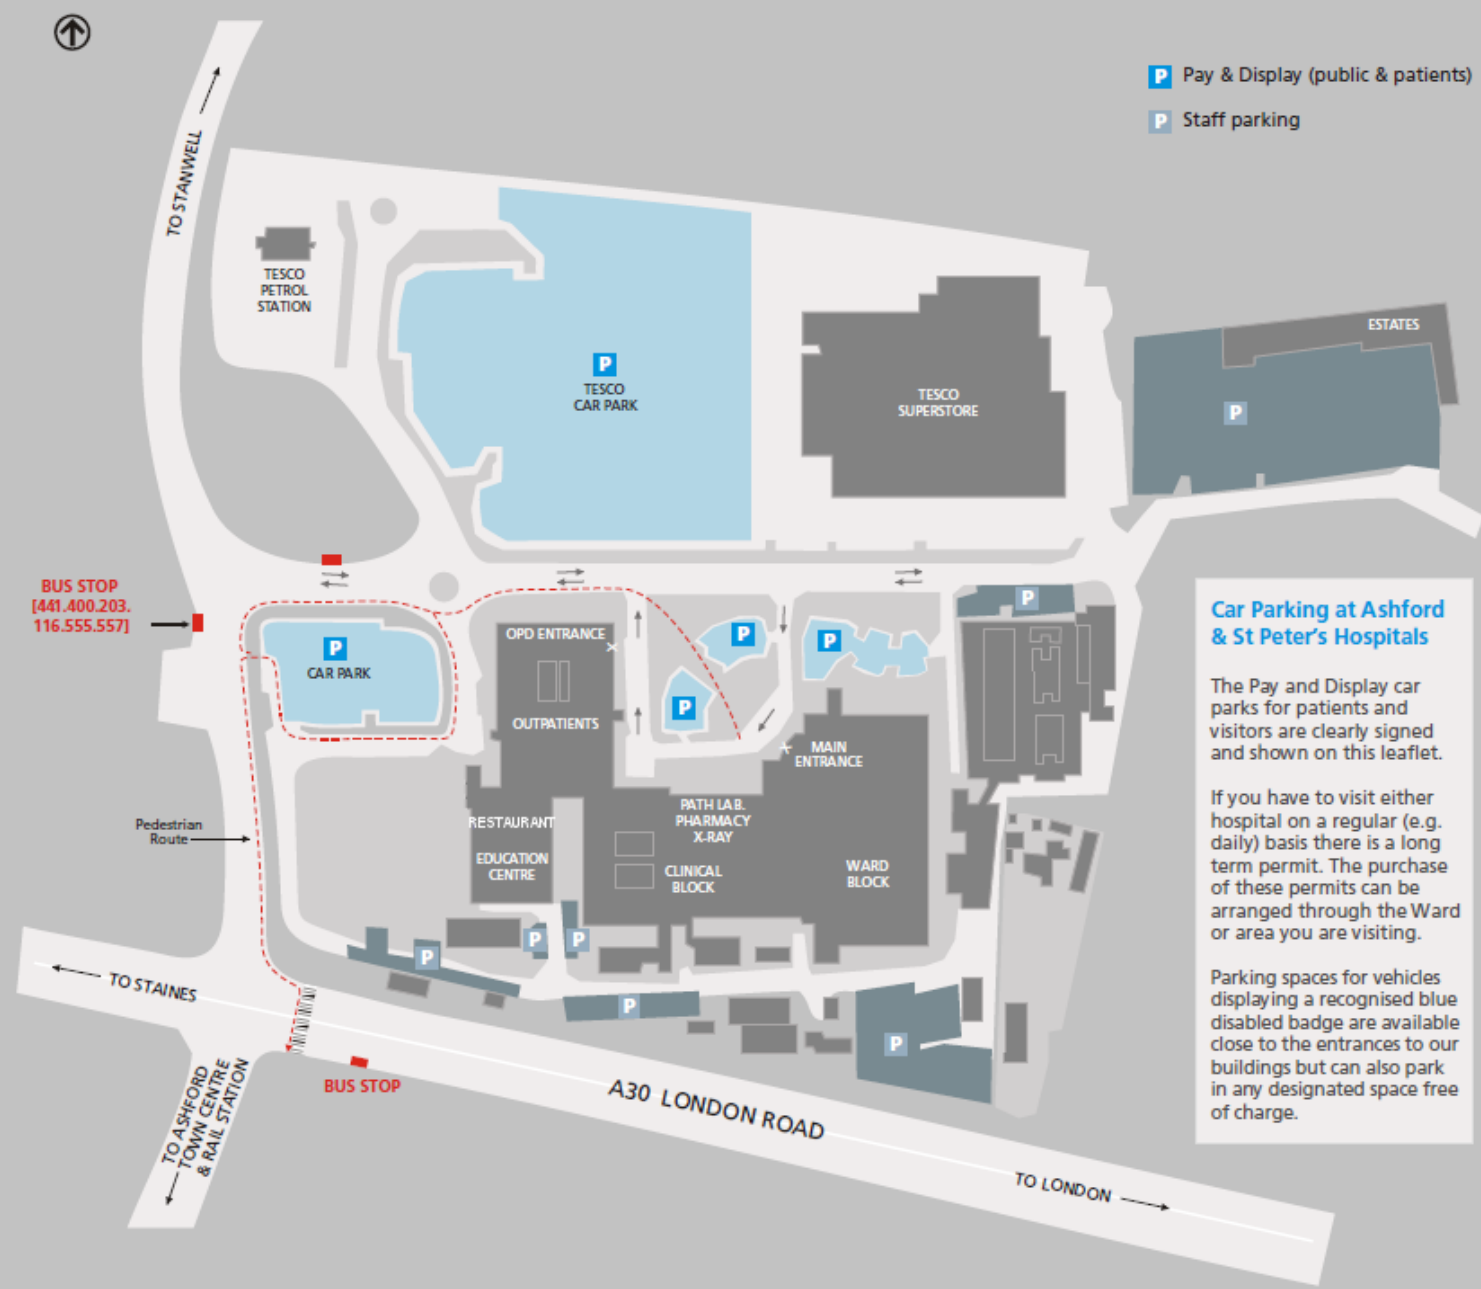 P Pay & Display (public & patients)
P Staff parking
TO STANWELL
TESCO
PETROL
STATION
P
TESCO
CAR PARK
TESCO
SUPERSTORE
ESTATES
P
BUS STOP
[441.400.203.
116.555.557]
P
CAR PARK
OPD ENTRANCE
OUTPATIENTS
P
P
P
P
MAIN
ENTRANCE
PATH LAB.
PHARMACY
X-RAY
RESTAURANT
EDUCATION
CENTRE
CLINICAL
BLOCK
WARD
BLOCK
Pedestrian
Route
P
P
P
P
P
TO STAINES
BUS STOP
TO ASHFORD
TOWN CENTRE
& RAIL STATION
A30 LONDON ROAD
TO LONDON
Car Parking at Ashford
& St Peter's Hospitals
The Pay and Display car
parks for patients and
visitors are clearly signed
and shown on this leaflet.
If you have to visit either
hospital on a regular (e.g.
daily) basis there is a long
term permit. The purchase
of these permits can be
arranged through the Ward
or area you are visiting.
Parking spaces for vehicles
displaying a recognised blue
disabled badge are available
close to the entrances to our
buildings but can also park
in any designated space free
of charge.